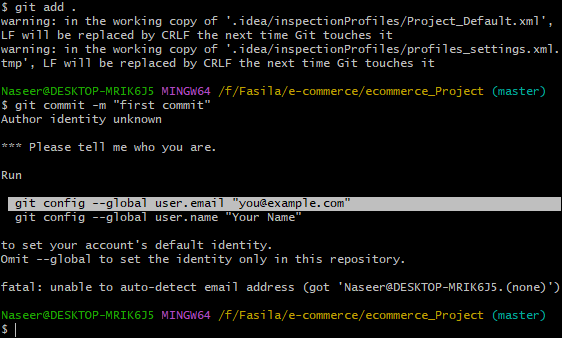 $ git add .
warning: in the working copy of '.idea/inspectionProfiles/Project_Default.xml',
LF will be replaced by CRLF the next time Git touches it
warning: in the working copy of '.idea/inspectionProfiles/profiles_settings.xml.
tmp', LF will be replaced by CRLF the next time Git touches it
Naseer@DESKTOP-MRIK6J5 MINGW64 /f/Fasila/e-commerce/ecommerce_Project (master)
$ git commit -m "first commit"
Author identity unknown
*** Please tell me who you are.
Run
git config --global user.email "you@example.com"
git config --global user.name "Your Name"
to set your account's default identity.
Omit --global to set the identity only in this repository.
fatal: unable to auto-detect email address (got 'Naseer@DESKTOP-MRIK6J5.(none)')
Naseer@DESKTOP-MRIK6J5 MINGW64 /f/Fasila/e-commerce/ecommerce_Project (master)
$